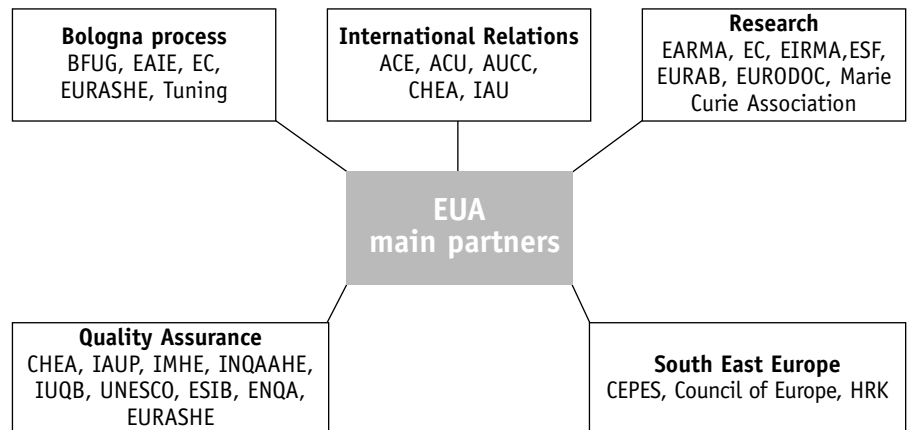 Bologna process
BFUG, EAIE, EC,
EURASHE, Tuning
International Relations
ACE, ACU, AUCC,
CHEA, IAU
Research
EARMA, EC, EIRMA,ESF,
EURAB, EURODOC, Marie
Curie Association
EUA
main partners
Quality Assurance
CHEA, IAUP, IMHE, INQAAHE,
IUQB, UNESCO, ESIB, ENQA,
EURASHE
South East Europe
CEPES, Council of Europe, HRK